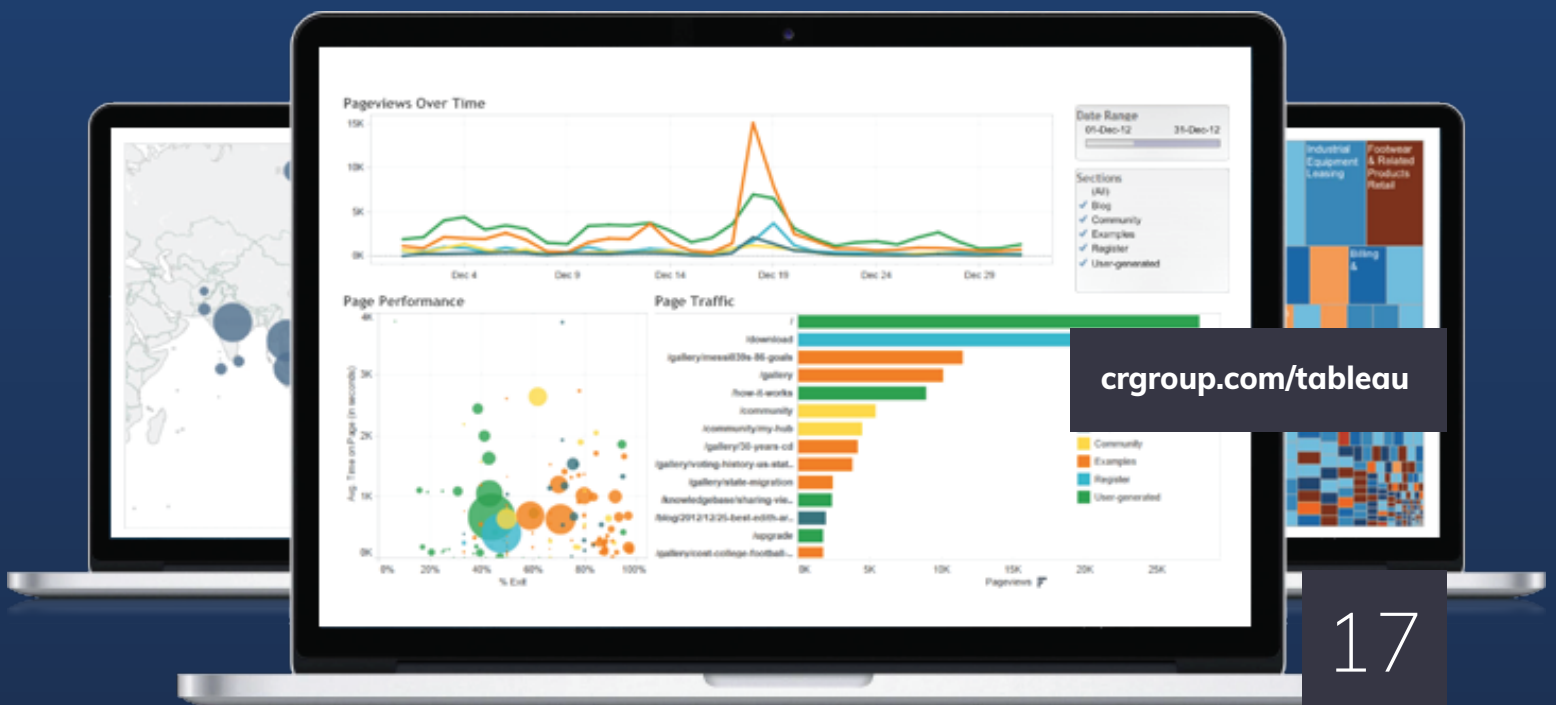 Pageviews Over Time
15K
10K
5K
0K
Dec 4
Dec 9
Dec 14
Dec 19
Dec 24
Dec 29
Date Range
01-Dec-12 31-Dec-12
Sections
(All)
Blog
Community
Examples
Register
User-generated
Page Performance
4K
3K
2K
1K
0K
Avg. Time on Page (in seconds)
0%
20%
40%
60%
80%
100%
% Exit
Page Traffic
/
/download
/gallery/messi039s-86-goals
/gallery
/how-it-works
/community
/community/my-hub
/gallery/30-years-cd
/gallery/voting-history-us-stat..
/gallery/state-migration
/knowledgebase/sharing-vie..
/blog/2012/12/25-best-edith-ar..
/upgrade
/gallery/cost-college-football-..
0K
5K
10K
15K
20K
25K
Pageviews
Community
Examples
Register
User-generated
Industrial
Equipment
Leasing
Footwear
& Related
Products
Retail
Billing
&
crgroup.com/tableau
17